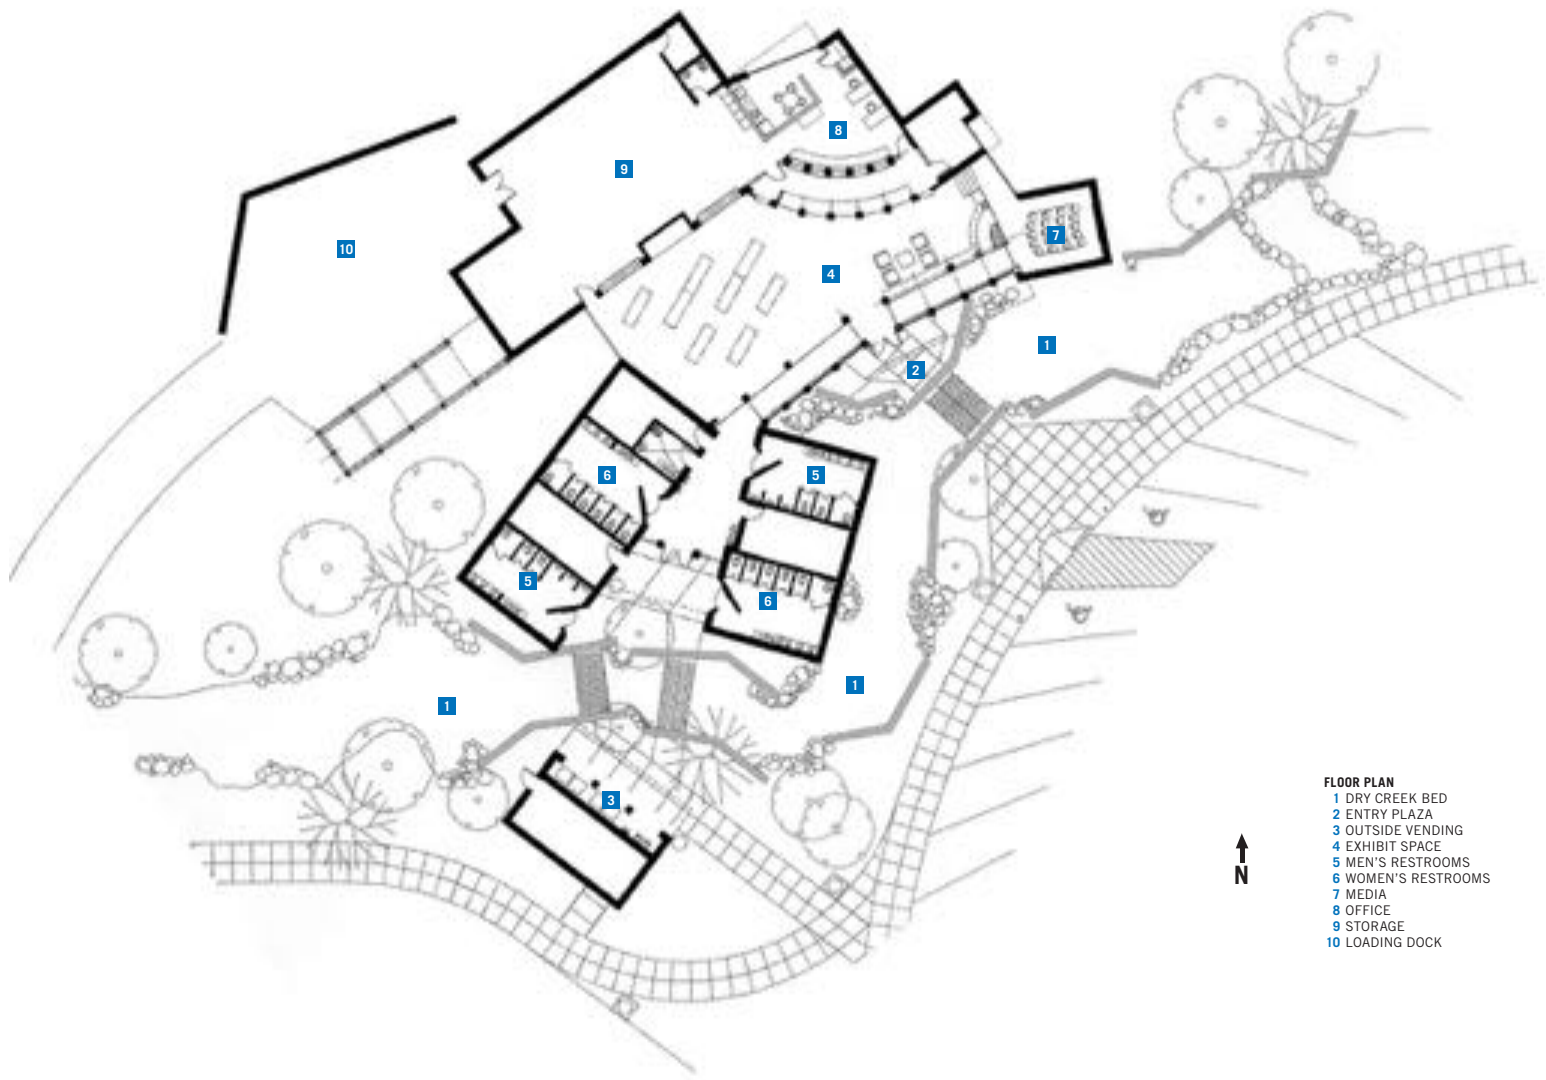 8
9
7
10
4
1
2
6
5
5
6
1
1
3
N
FLOOR PLAN
1 DRY CREEK BED
2 ENTRY PLAZA
3 OUTSIDE VENDING
4 EXHIBIT SPACE
5 MEN'S RESTROOMS
6 WOMEN'S RESTROOMS
7 MEDIA
8 OFFICE
9 STORAGE
10 LOADING DOCK